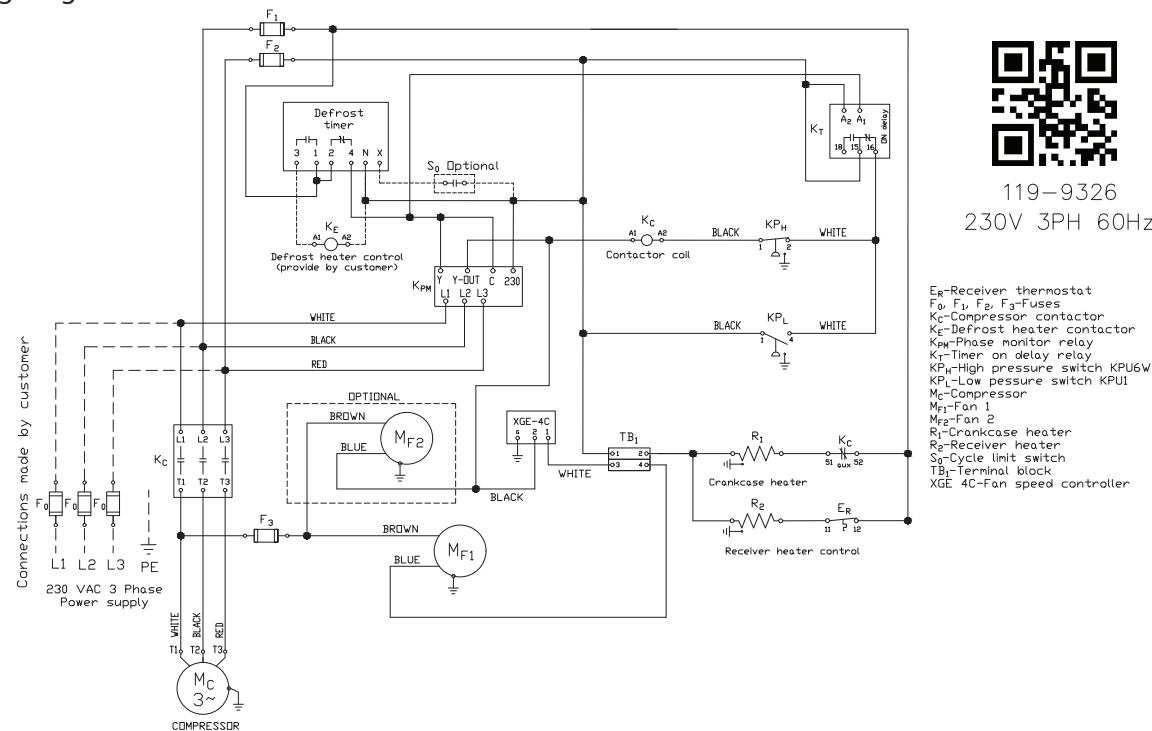 F1
F2
Defrost
timer
3 1 2 4 N X
S0 Optional
KE
A1 A2
Defrost heater control
(provide by customer)
A2 A1
KT
ON delay
18 15 16
119-9326
230V 3PH 60Hz
KC
A1 A2
Contactor coil
BLACK
KPH
1 2
WHITE
KPM
Y Y-OUT C 230
L1 L2 L3
WHITE
BLACK
RED
BLACK
KPL
1 4
WHITE
ER-Receiver thermostat
F0, F1, F2, F3-Fuses
KC-Compressor contactor
KE-Defrost heater contactor
KPM-Phase monitor relay
KT-Timer on delay relay
KPH-High pressure switch KPU6W
KPL-Low pessure switch KPU1
MC-Compressor
MF1-Fan 1
MF2-Fan 2
R1-Crankcase heater
R2-Receiver heater
S0-Cycle limit switch
TB1-Terminal block
XGE 4C-Fan speed controller
Connections made by customer
OPTIONAL
BROWN
BLUE
MF2
XGE-4C
G 2 1
BLACK
WHITE
TB1
1 2
3 4
R1
Crankcase heater
KC
51 aux 52
R2
Receiver heater control
ER
11 12
L1 L2 L3
KC
T1 T2 T3
F0 F0 F0
L1 L2 L3 PE
230 VAC 3 Phase
Power supply
F3
BROWN
BLUE
MF1
WHITE
BLACK
RED
T1 T2 T3
MC
3~
COMPRESSOR